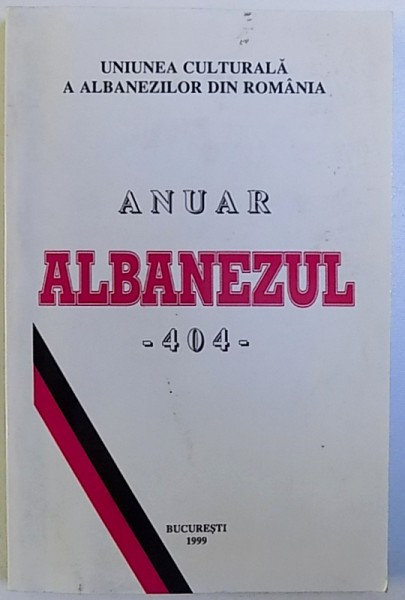 UNIUNEA CULTURALĂ
A ALBANEZILOR DIN ROMÂNIA
ANUAR
ALBANEZUL
- 404 -
BUCUREŞTI
1999